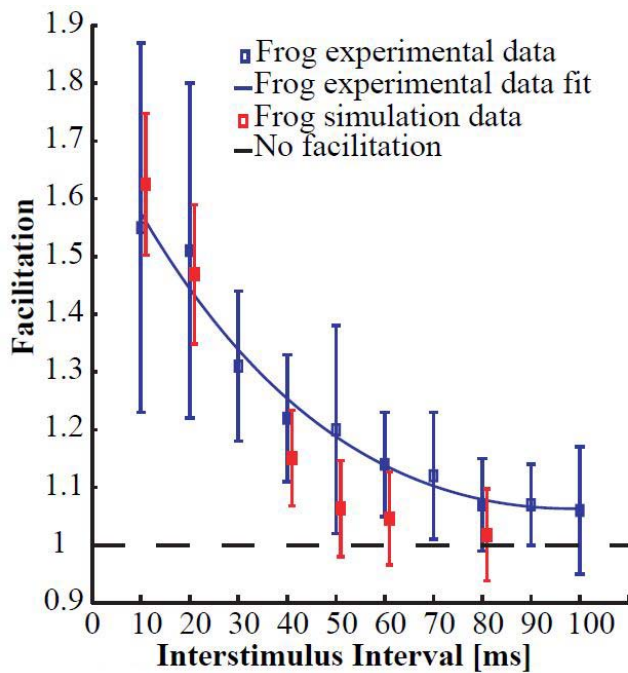 1.9
Frog experimental data
1.8
Frog experimental data fit
Frog simulation data
1.7
No facilitation
1.6
1.5
1.4
1.3
1.2
1.1
1
0.9
Facilitation
0 10 20 30 40 50 60 70 80 90 100
Interstimulus Interval [ms]